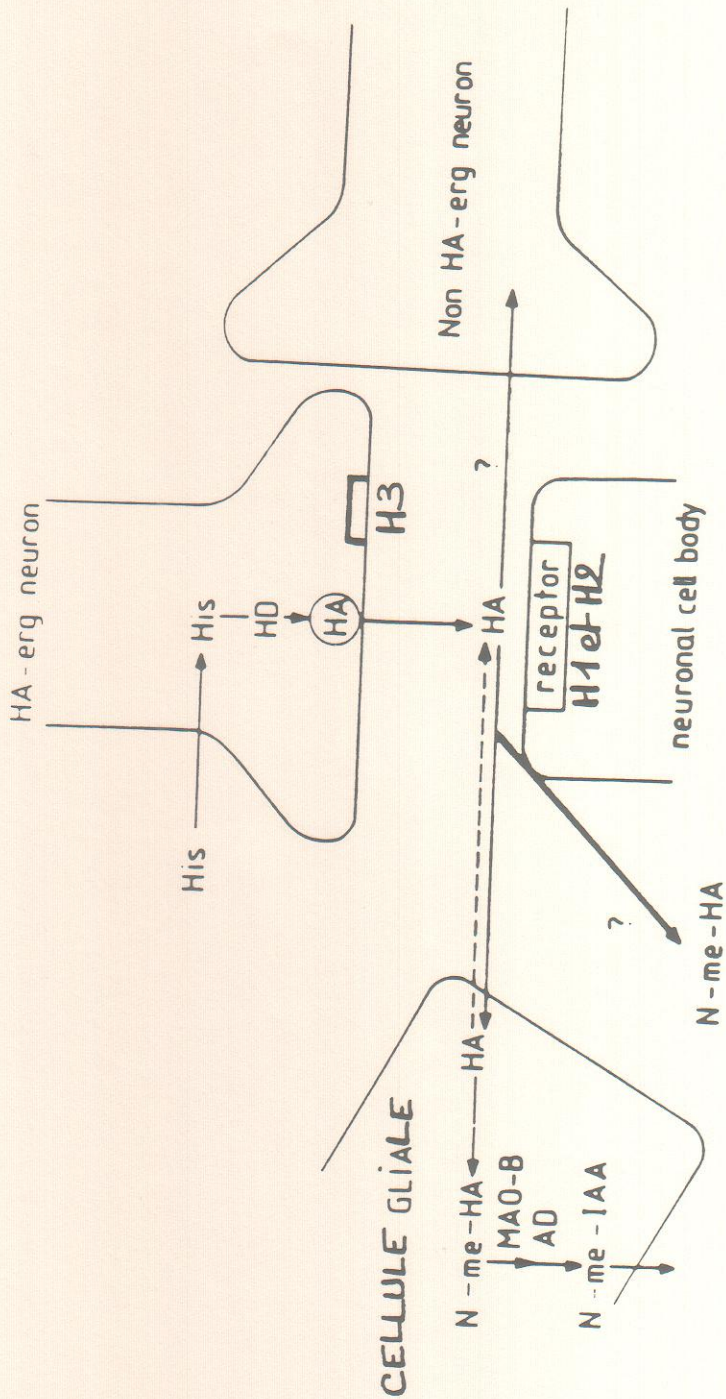 HA-erg neuron
His
His
HD
HA
H3
Non HA-erg neuron
?
HA
receptor
H1 et H2
neuronal cell body
CELLULE GLIALE
HA
N-me-HA
MAO-B
AD
N-me-IAA
?
N-me-HA